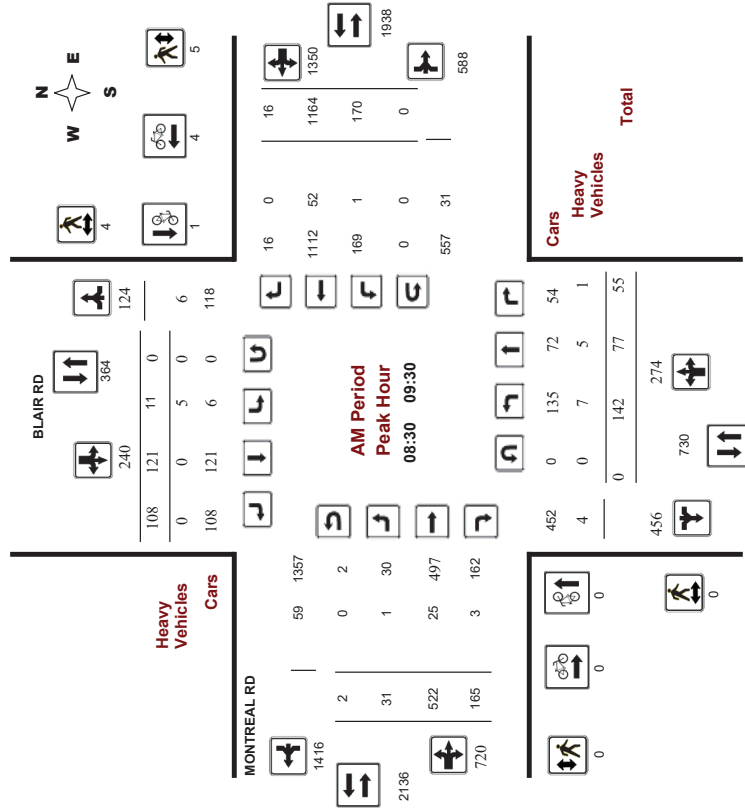 N
W E
S
5
4
4
1
1938
1350
588
16 1164 170 0
0 52 1 0 31
16 1112 169 0 557
BLAIR RD
364
240
124
108 121 11 0
0 0 5 0 6
108 121 6 0 118
Heavy
Vehicles
Cars
AM Period
Peak Hour
08:30 09:30
MONTREAL RD
1357 2 30 497 162
59 0 1 25 3
2 31 522 165
1416
2136
720
Cars
Heavy
Vehicles
Total
452 0 135 72 54
4 0 7 5 1
0 142 77 55
456
274
730
0
0
0
0